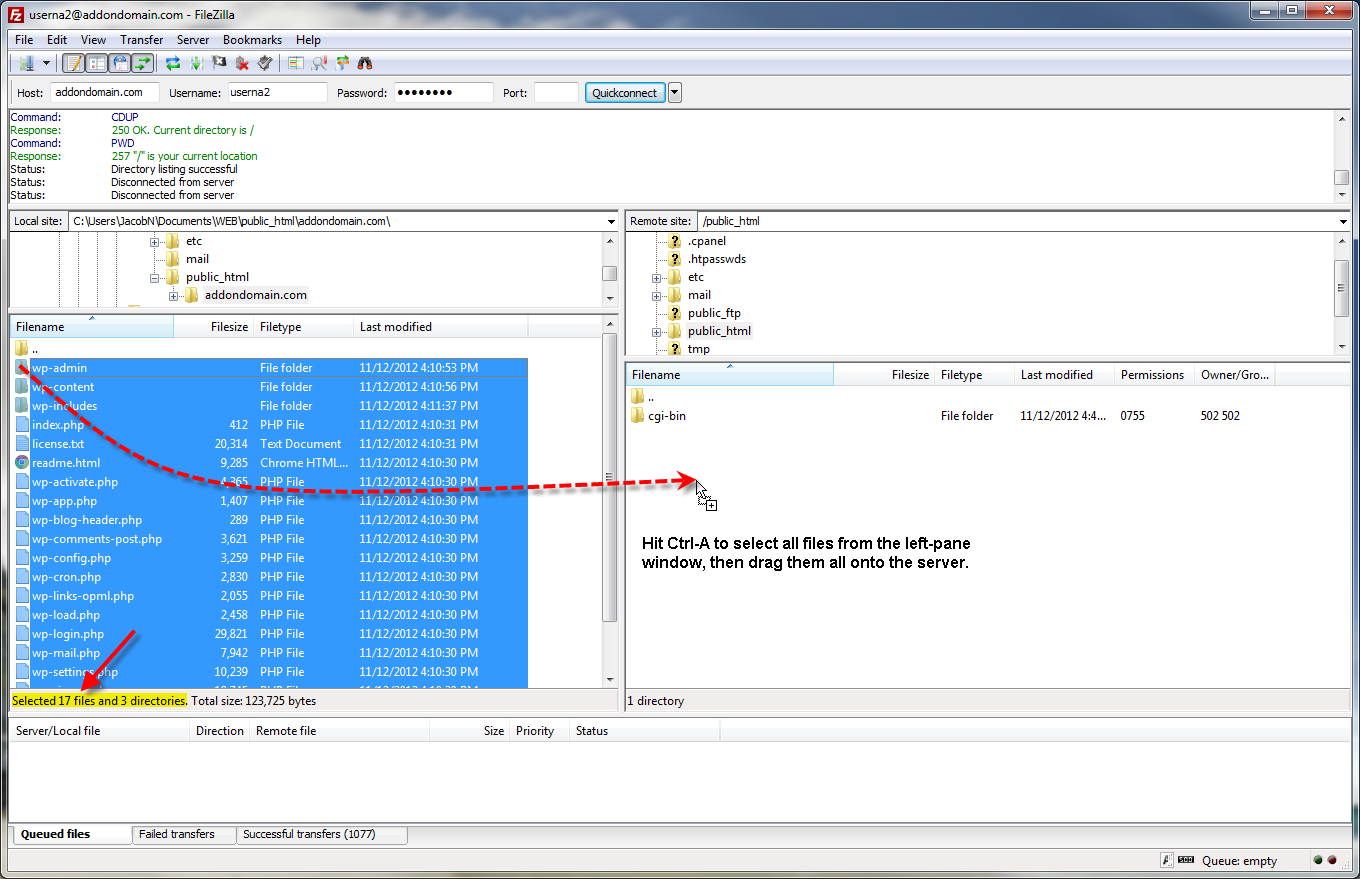 userna2@addondomain.com - FileZilla
File Edit View Transfer Server Bookmarks Help
Host: addondomain.com Username: userna2 Password: ●●●●●●●● Port: Quickconnect
Command: CDUP
Response: 250 OK. Current directory is /
Command: PWD
Response: 257 "/" is your current location
Status: Directory listing successful
Status: Disconnected from server
Status: Disconnected from server
Local site: C:\Users\JacobN\Documents\WEB\public_html\addondomain.com\
etc
mail
public_html
addondomain.com
Filename Filesize Filetype Last modified
..
wp-admin File folder 11/12/2012 4:10:53 PM
wp-content File folder 11/12/2012 4:10:56 PM
wp-includes File folder 11/12/2012 4:11:37 PM
index.php 412 PHP File 11/12/2012 4:10:31 PM
license.txt 20,314 Text Document 11/12/2012 4:10:31 PM
readme.html 9,285 Chrome HTML... 11/12/2012 4:10:30 PM
wp-activate.php 4,365 PHP File 11/12/2012 4:10:30 PM
wp-app.php 1,407 PHP File 11/12/2012 4:10:30 PM
wp-blog-header.php 289 PHP File 11/12/2012 4:10:30 PM
wp-comments-post.php 3,621 PHP File 11/12/2012 4:10:30 PM
wp-config.php 3,259 PHP File 11/12/2012 4:10:30 PM
wp-cron.php 2,830 PHP File 11/12/2012 4:10:30 PM
wp-links-opml.php 2,055 PHP File 11/12/2012 4:10:30 PM
wp-load.php 2,458 PHP File 11/12/2012 4:10:30 PM
wp-login.php 29,821 PHP File 11/12/2012 4:10:30 PM
wp-mail.php 7,942 PHP File 11/12/2012 4:10:30 PM
wp-settings.php 10,239 PHP File 11/12/2012 4:10:30 PM
Selected 17 files and 3 directories. Total size: 123,725 bytes
Remote site: /public_html
.cpanel
.htpasswds
etc
mail
public_ftp
public_html
tmp
Filename Filesize Filetype Last modified Permissions Owner/Gro...
..
cgi-bin File folder 11/12/2012 4:4... 0755 502 502
Hit Ctrl-A to select all files from the left-pane
window, then drag them all onto the server.
1 directory
Server/Local file Direction Remote file Size Priority Status
Queued files Failed transfers Successful transfers (1077)
Queue: empty